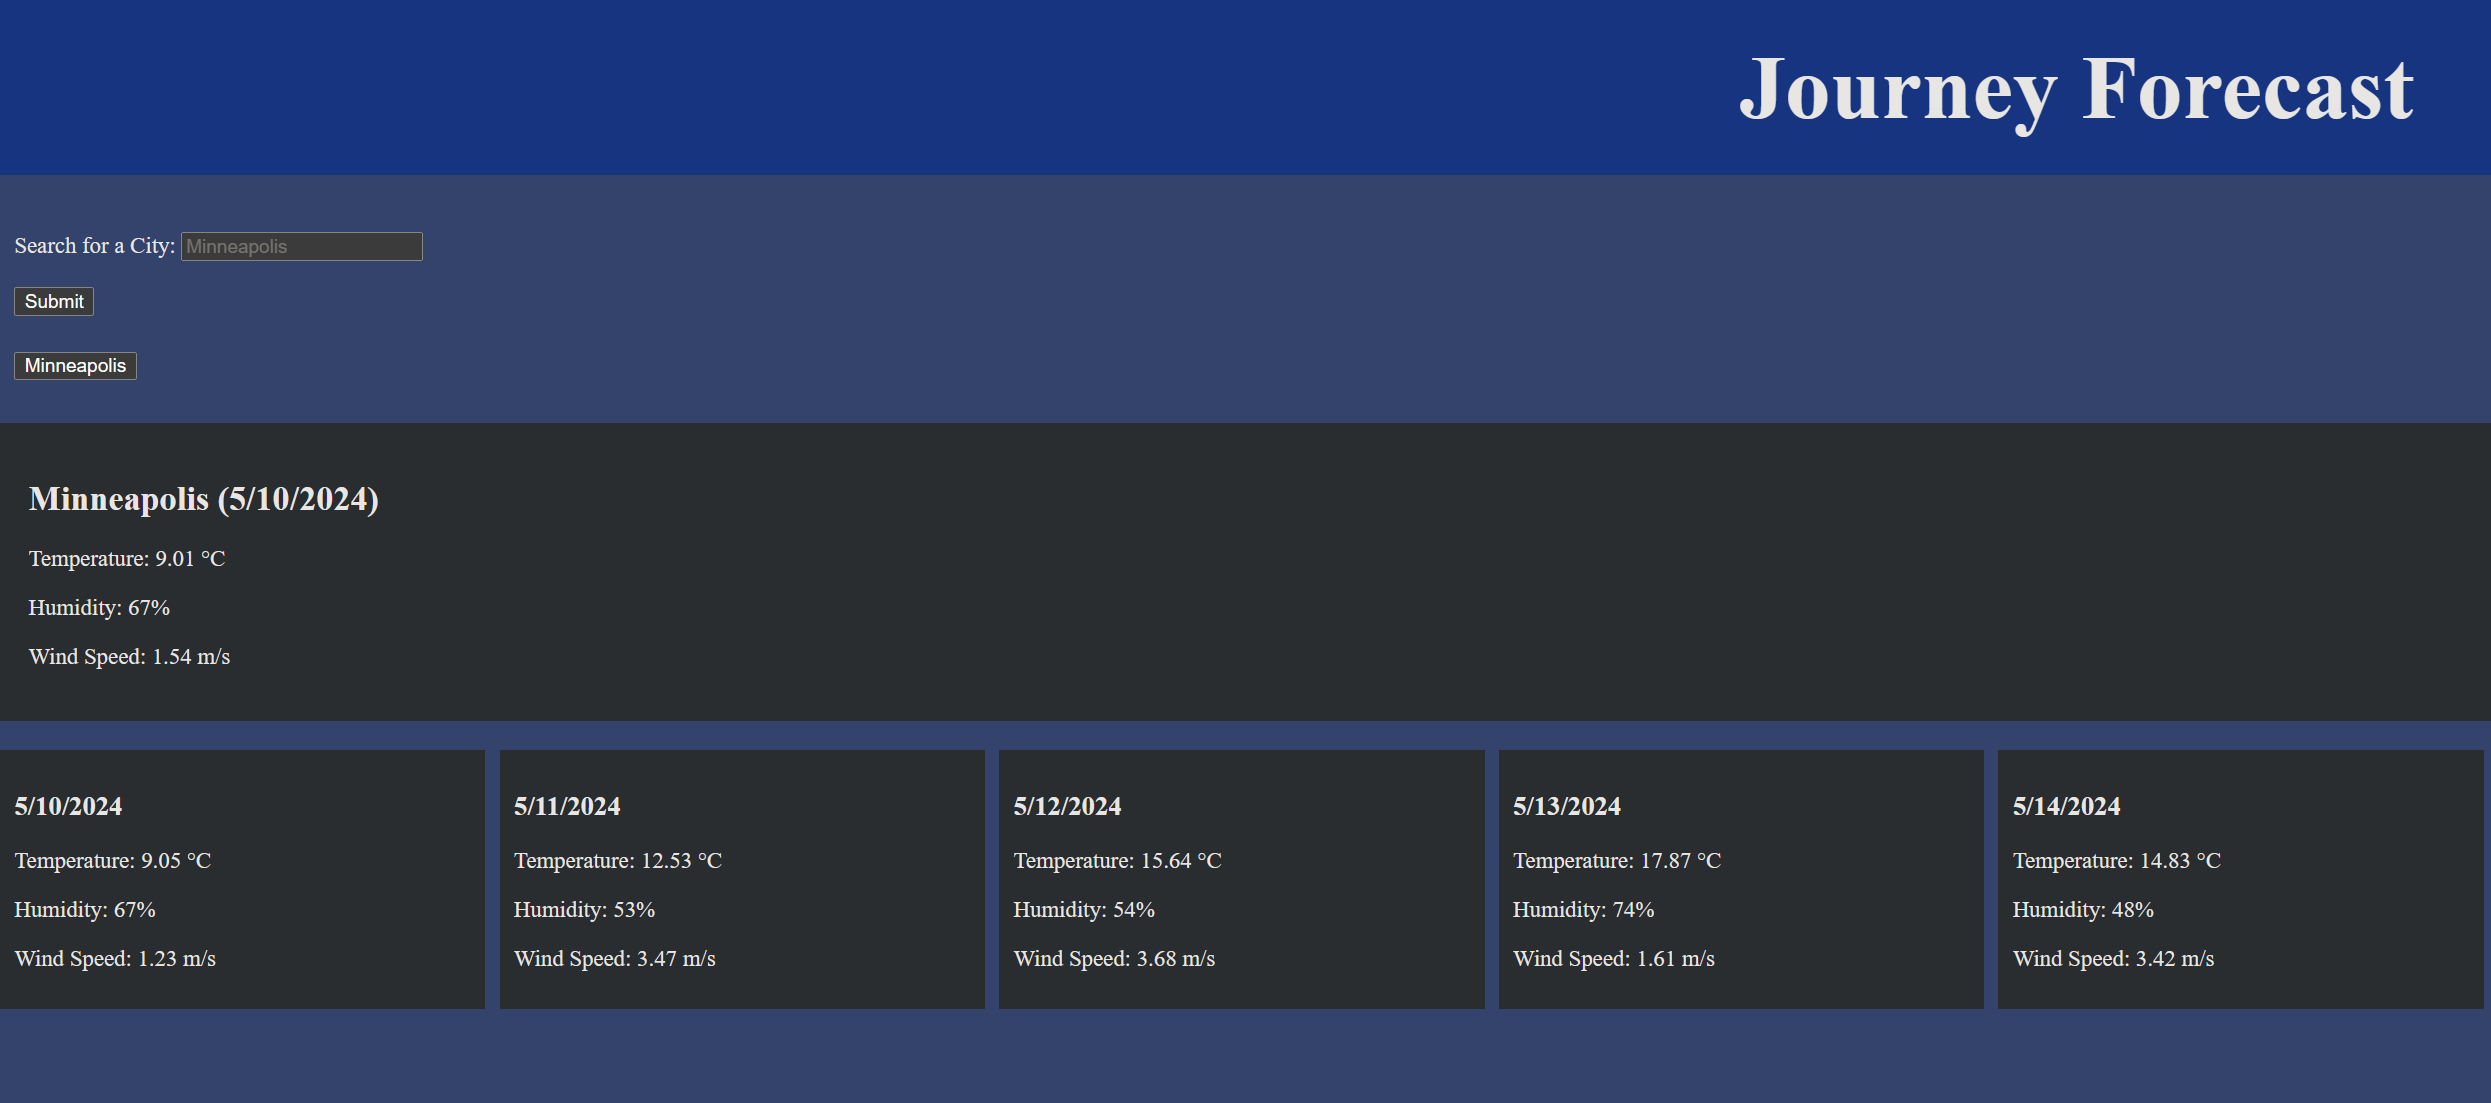 Journey Forecast
Search for a City: Minneapolis
Submit
Minneapolis
Minneapolis (5/10/2024)
Temperature: 9.01 °C
Humidity: 67%
Wind Speed: 1.54 m/s
5/10/2024
Temperature: 9.05 °C
Humidity: 67%
Wind Speed: 1.23 m/s
5/11/2024
Temperature: 12.53 °C
Humidity: 53%
Wind Speed: 3.47 m/s
5/12/2024
Temperature: 15.64 °C
Humidity: 54%
Wind Speed: 3.68 m/s
5/13/2024
Temperature: 17.87 °C
Humidity: 74%
Wind Speed: 1.61 m/s
5/14/2024
Temperature: 14.83 °C
Humidity: 48%
Wind Speed: 3.42 m/s